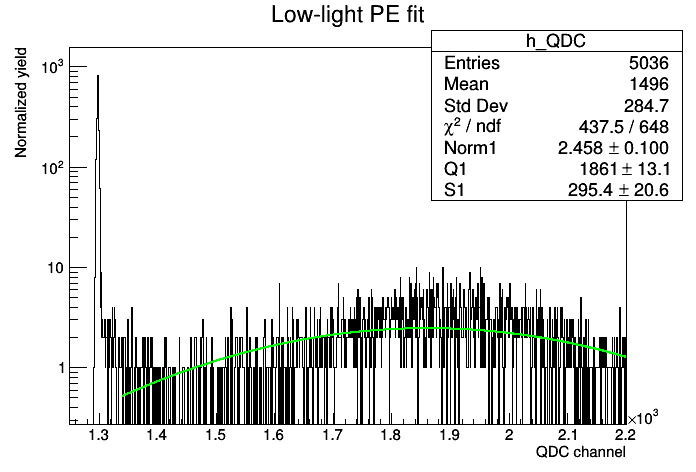 Low-light PE fit
h_QDC
Entries 5036
Mean 1496
Std Dev 284.7
χ² / ndf 437.5 / 648
Norm1 2.458 ± 0.100
Q1 1861 ± 13.1
S1 295.4 ± 20.6
Normalized yield
10³
10²
10
1
1.3 1.4 1.5 1.6 1.7 1.8 1.9 2 2.1 2.2
×10³
QDC channel